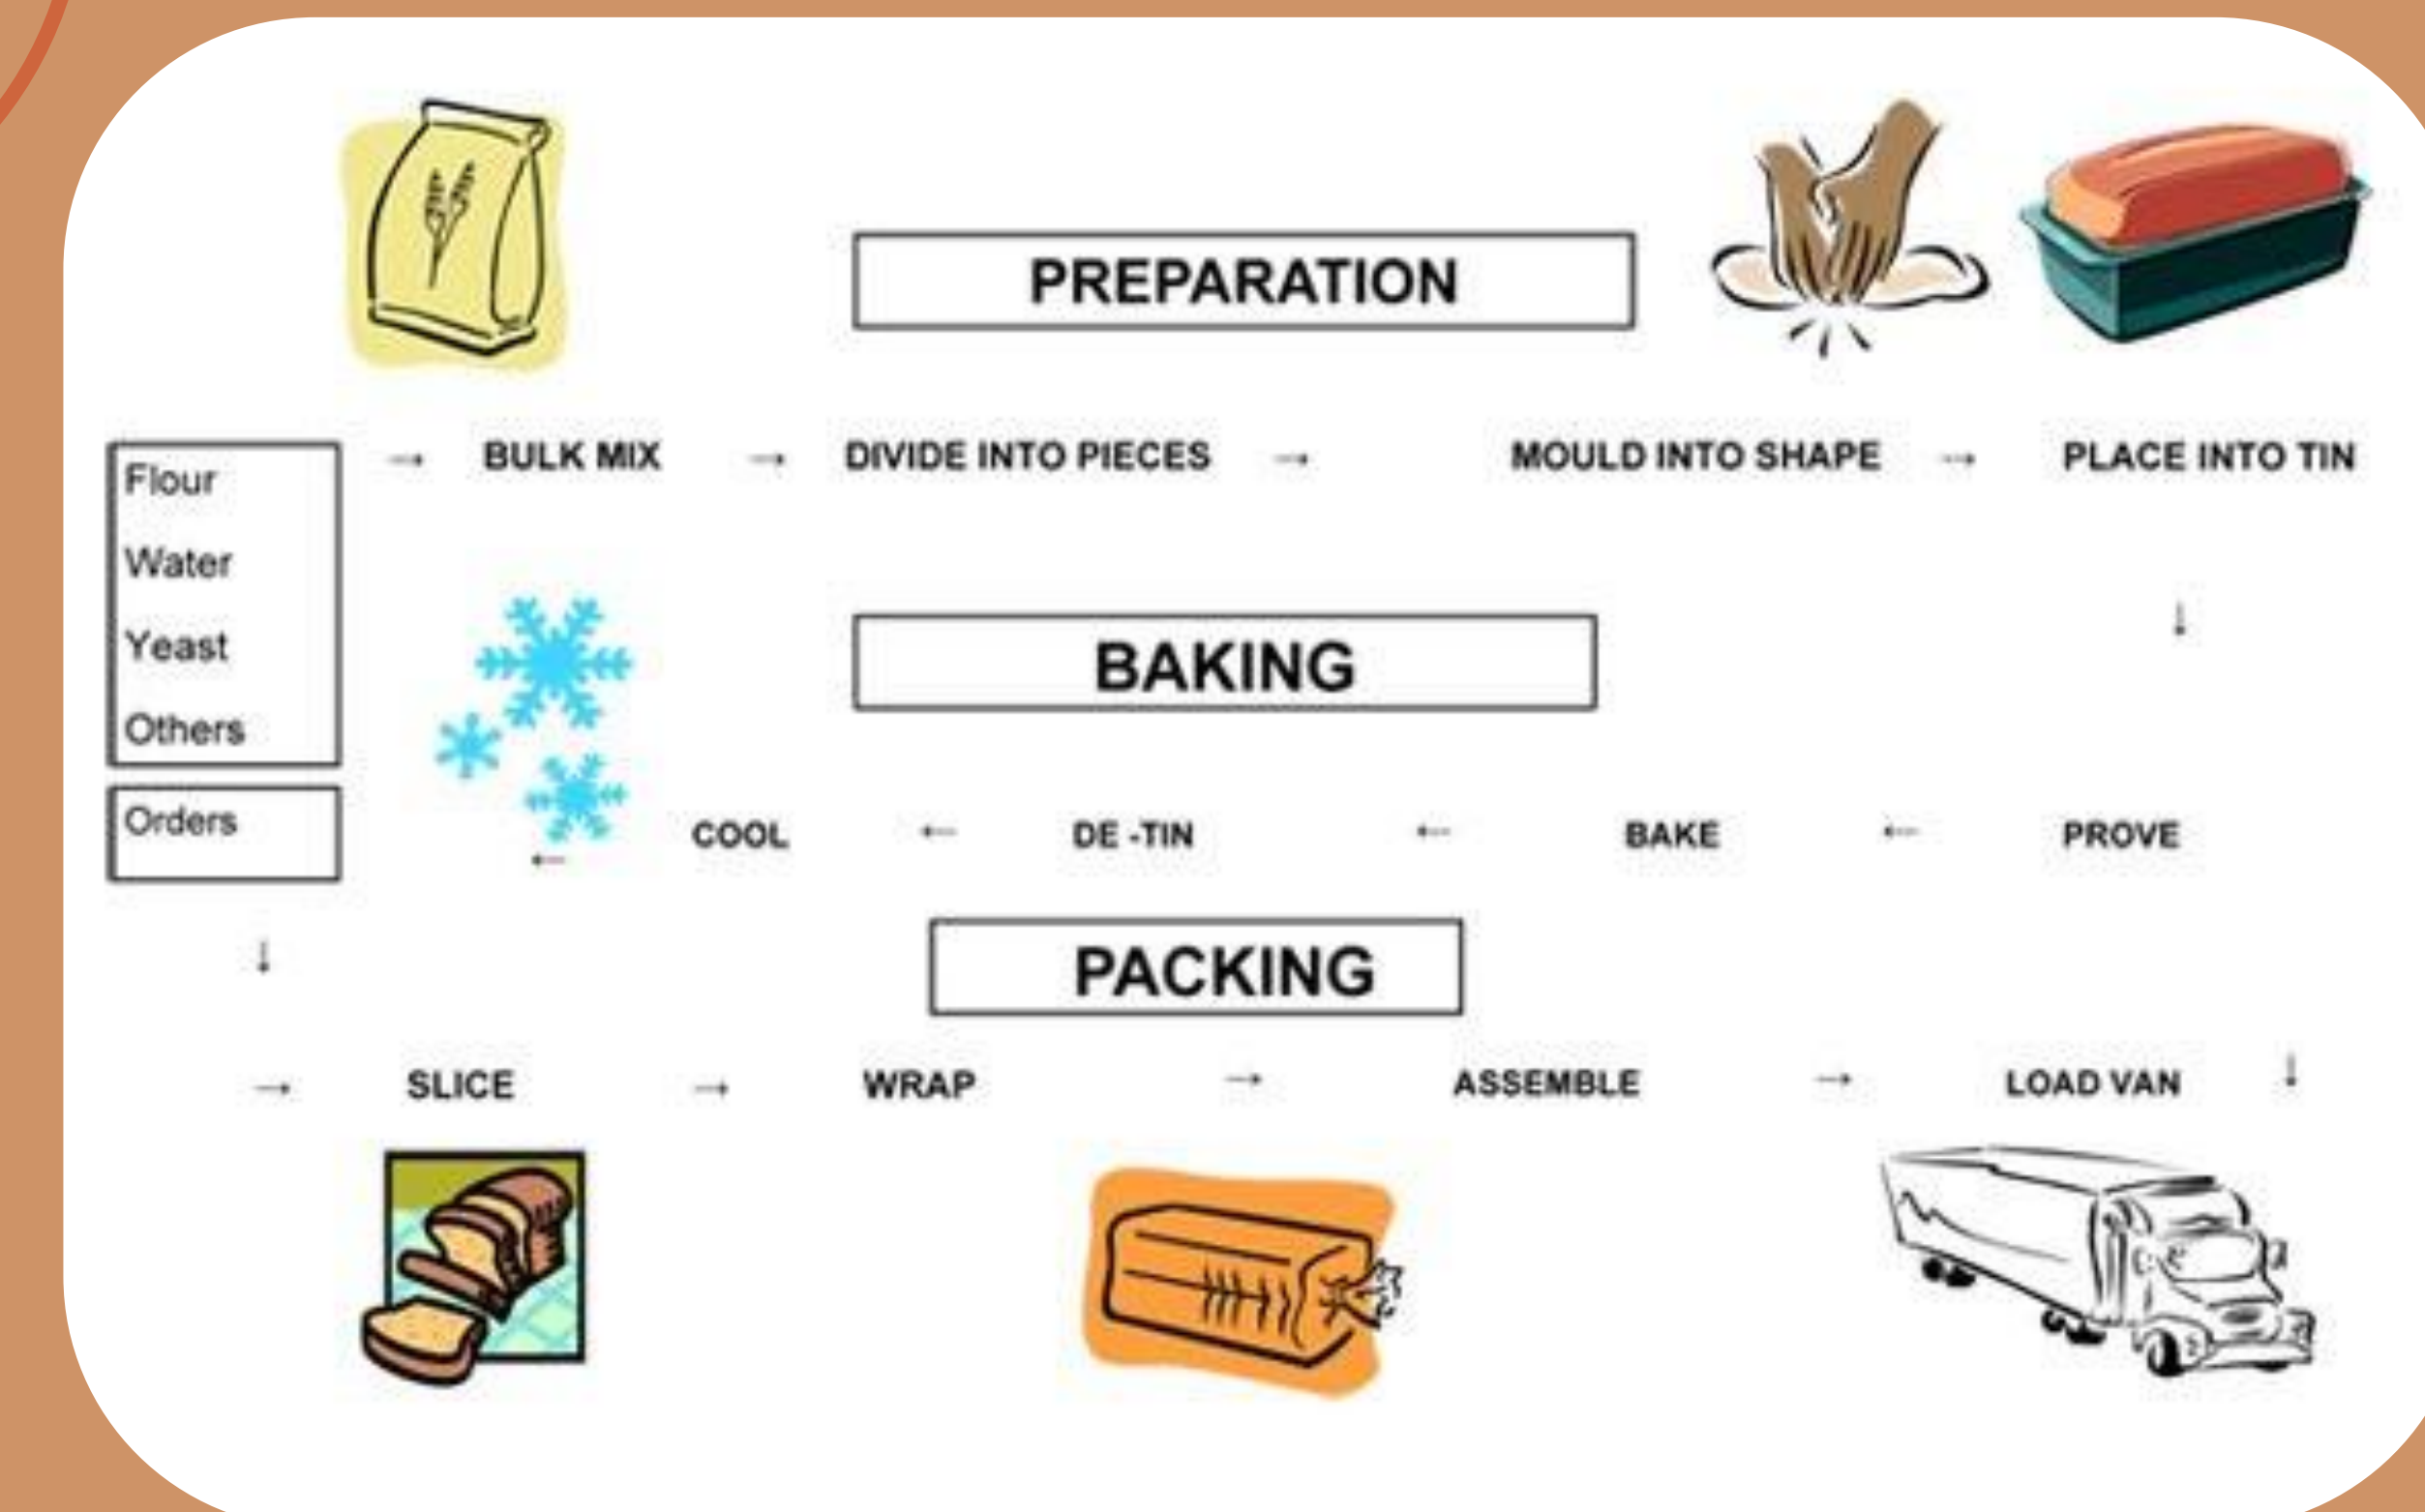 PREPARATION
→ BULK MIX → DIVIDE INTO PIECES → MOULD INTO SHAPE → PLACE INTO TIN
Flour
Water
Yeast
Others
Orders
↓
BAKING
COOL ← DE -TIN ← BAKE ← PROVE
←
↓
PACKING
→ SLICE → WRAP → ASSEMBLE → LOAD VAN ↓